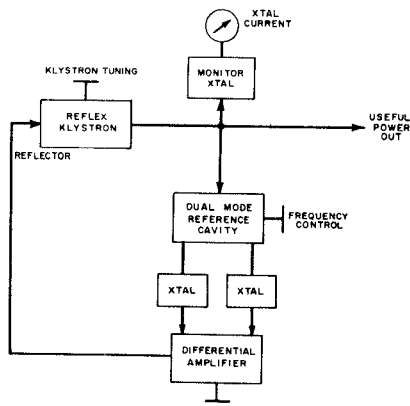 XTAL
CURRENT
MONITOR
XTAL
KLYSTRON TUNING
REFLEX
KLYSTRON
USEFUL
POWER
OUT
REFLECTOR
DUAL MODE
REFERENCE
CAVITY
FREQUENCY
CONTROL
XTAL
XTAL
DIFFERENTIAL
AMPLIFIER